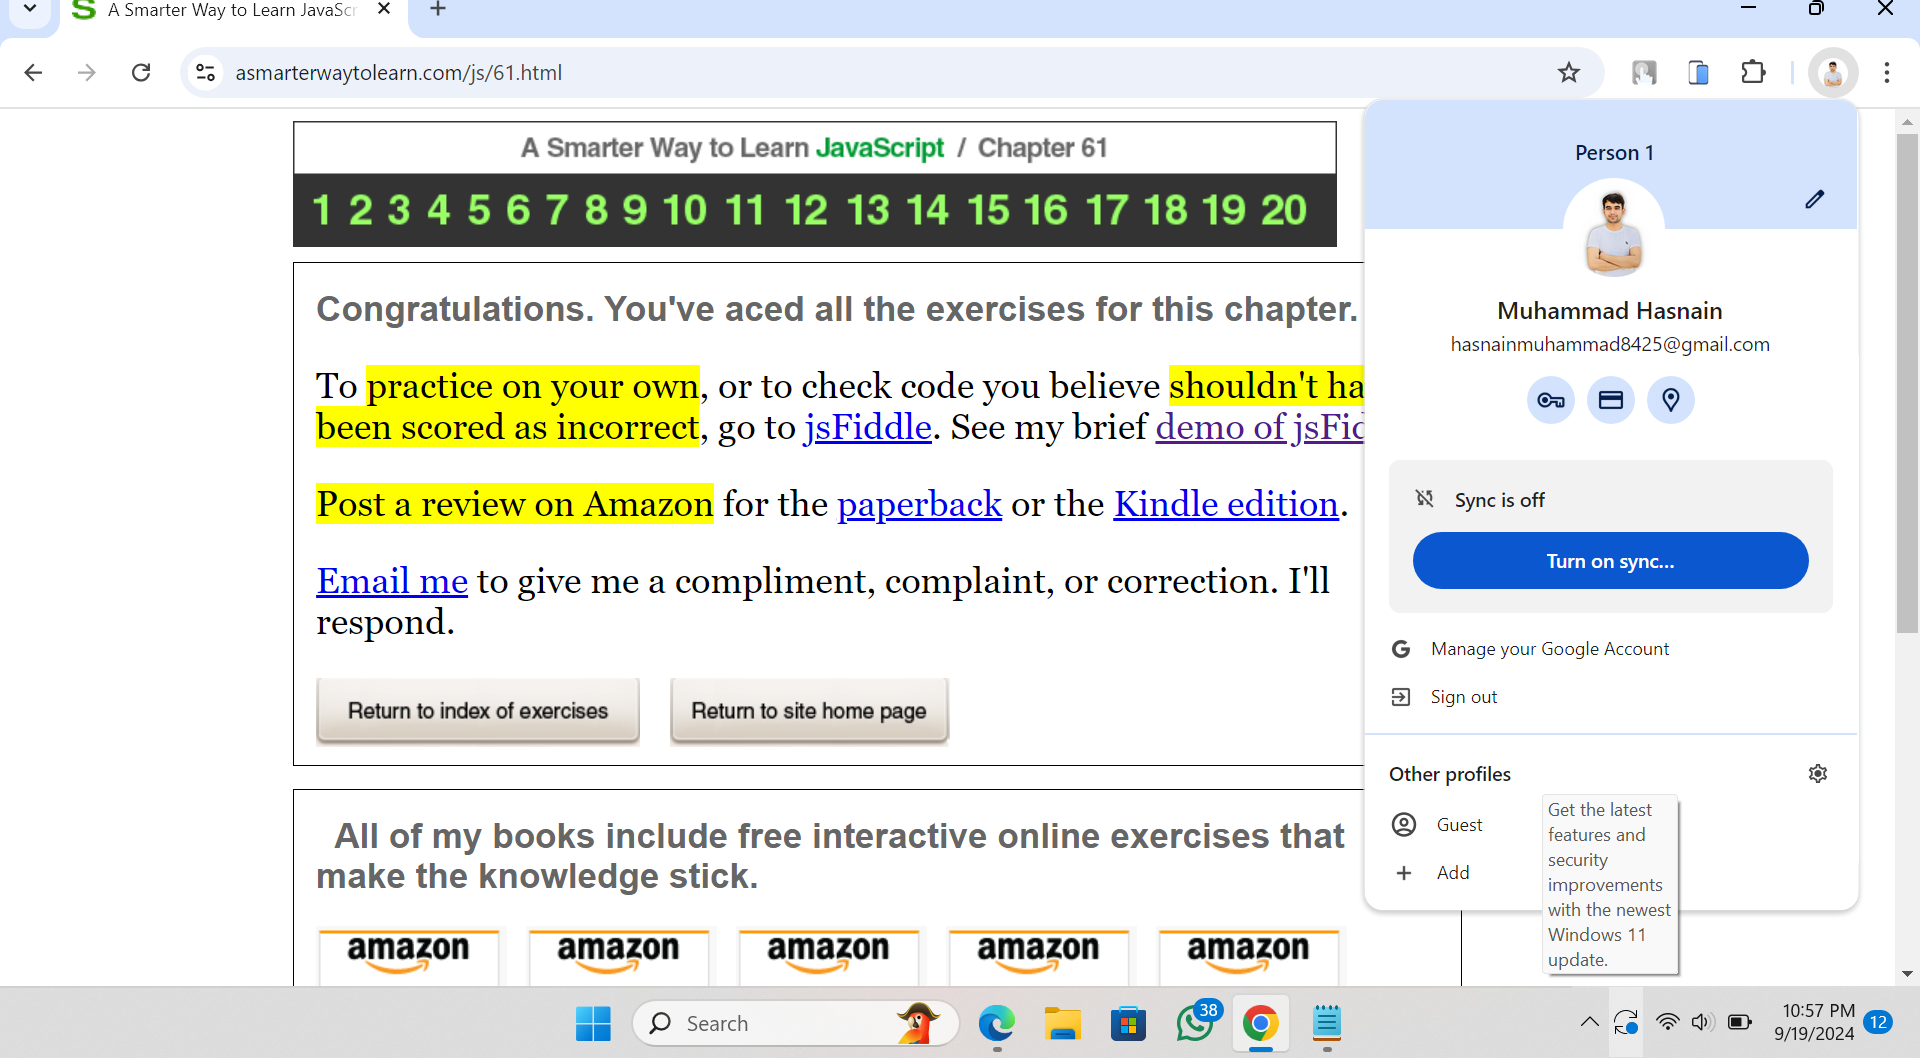 A Smarter Way to Learn JavaScr
asmarterwaytolearn.com/js/61.html
A Smarter Way to Learn JavaScript / Chapter 61
1 2 3 4 5 6 7 8 9 10 11 12 13 14 15 16 17 18 19 20
Congratulations. You've aced all the exercises for this chapter.
To practice on your own, or to check code you believe shouldn't ha
been scored as incorrect, go to jsFiddle. See my brief demo of jsFid
Post a review on Amazon for the paperback or the Kindle edition.
Email me to give me a compliment, complaint, or correction. I'll
respond.
Return to index of exercises
Return to site home page
All of my books include free interactive online exercises that
make the knowledge stick.
amazon
amazon
amazon
amazon
amazon
Person 1
Muhammad Hasnain
hasnainmuhammad8425@gmail.com
Sync is off
Turn on sync...
Manage your Google Account
Sign out
Other profiles
Guest
Add
Get the latest
features and
security
improvements
with the newest
Windows 11
update.
Search
38
10:57 PM
9/19/2024
12